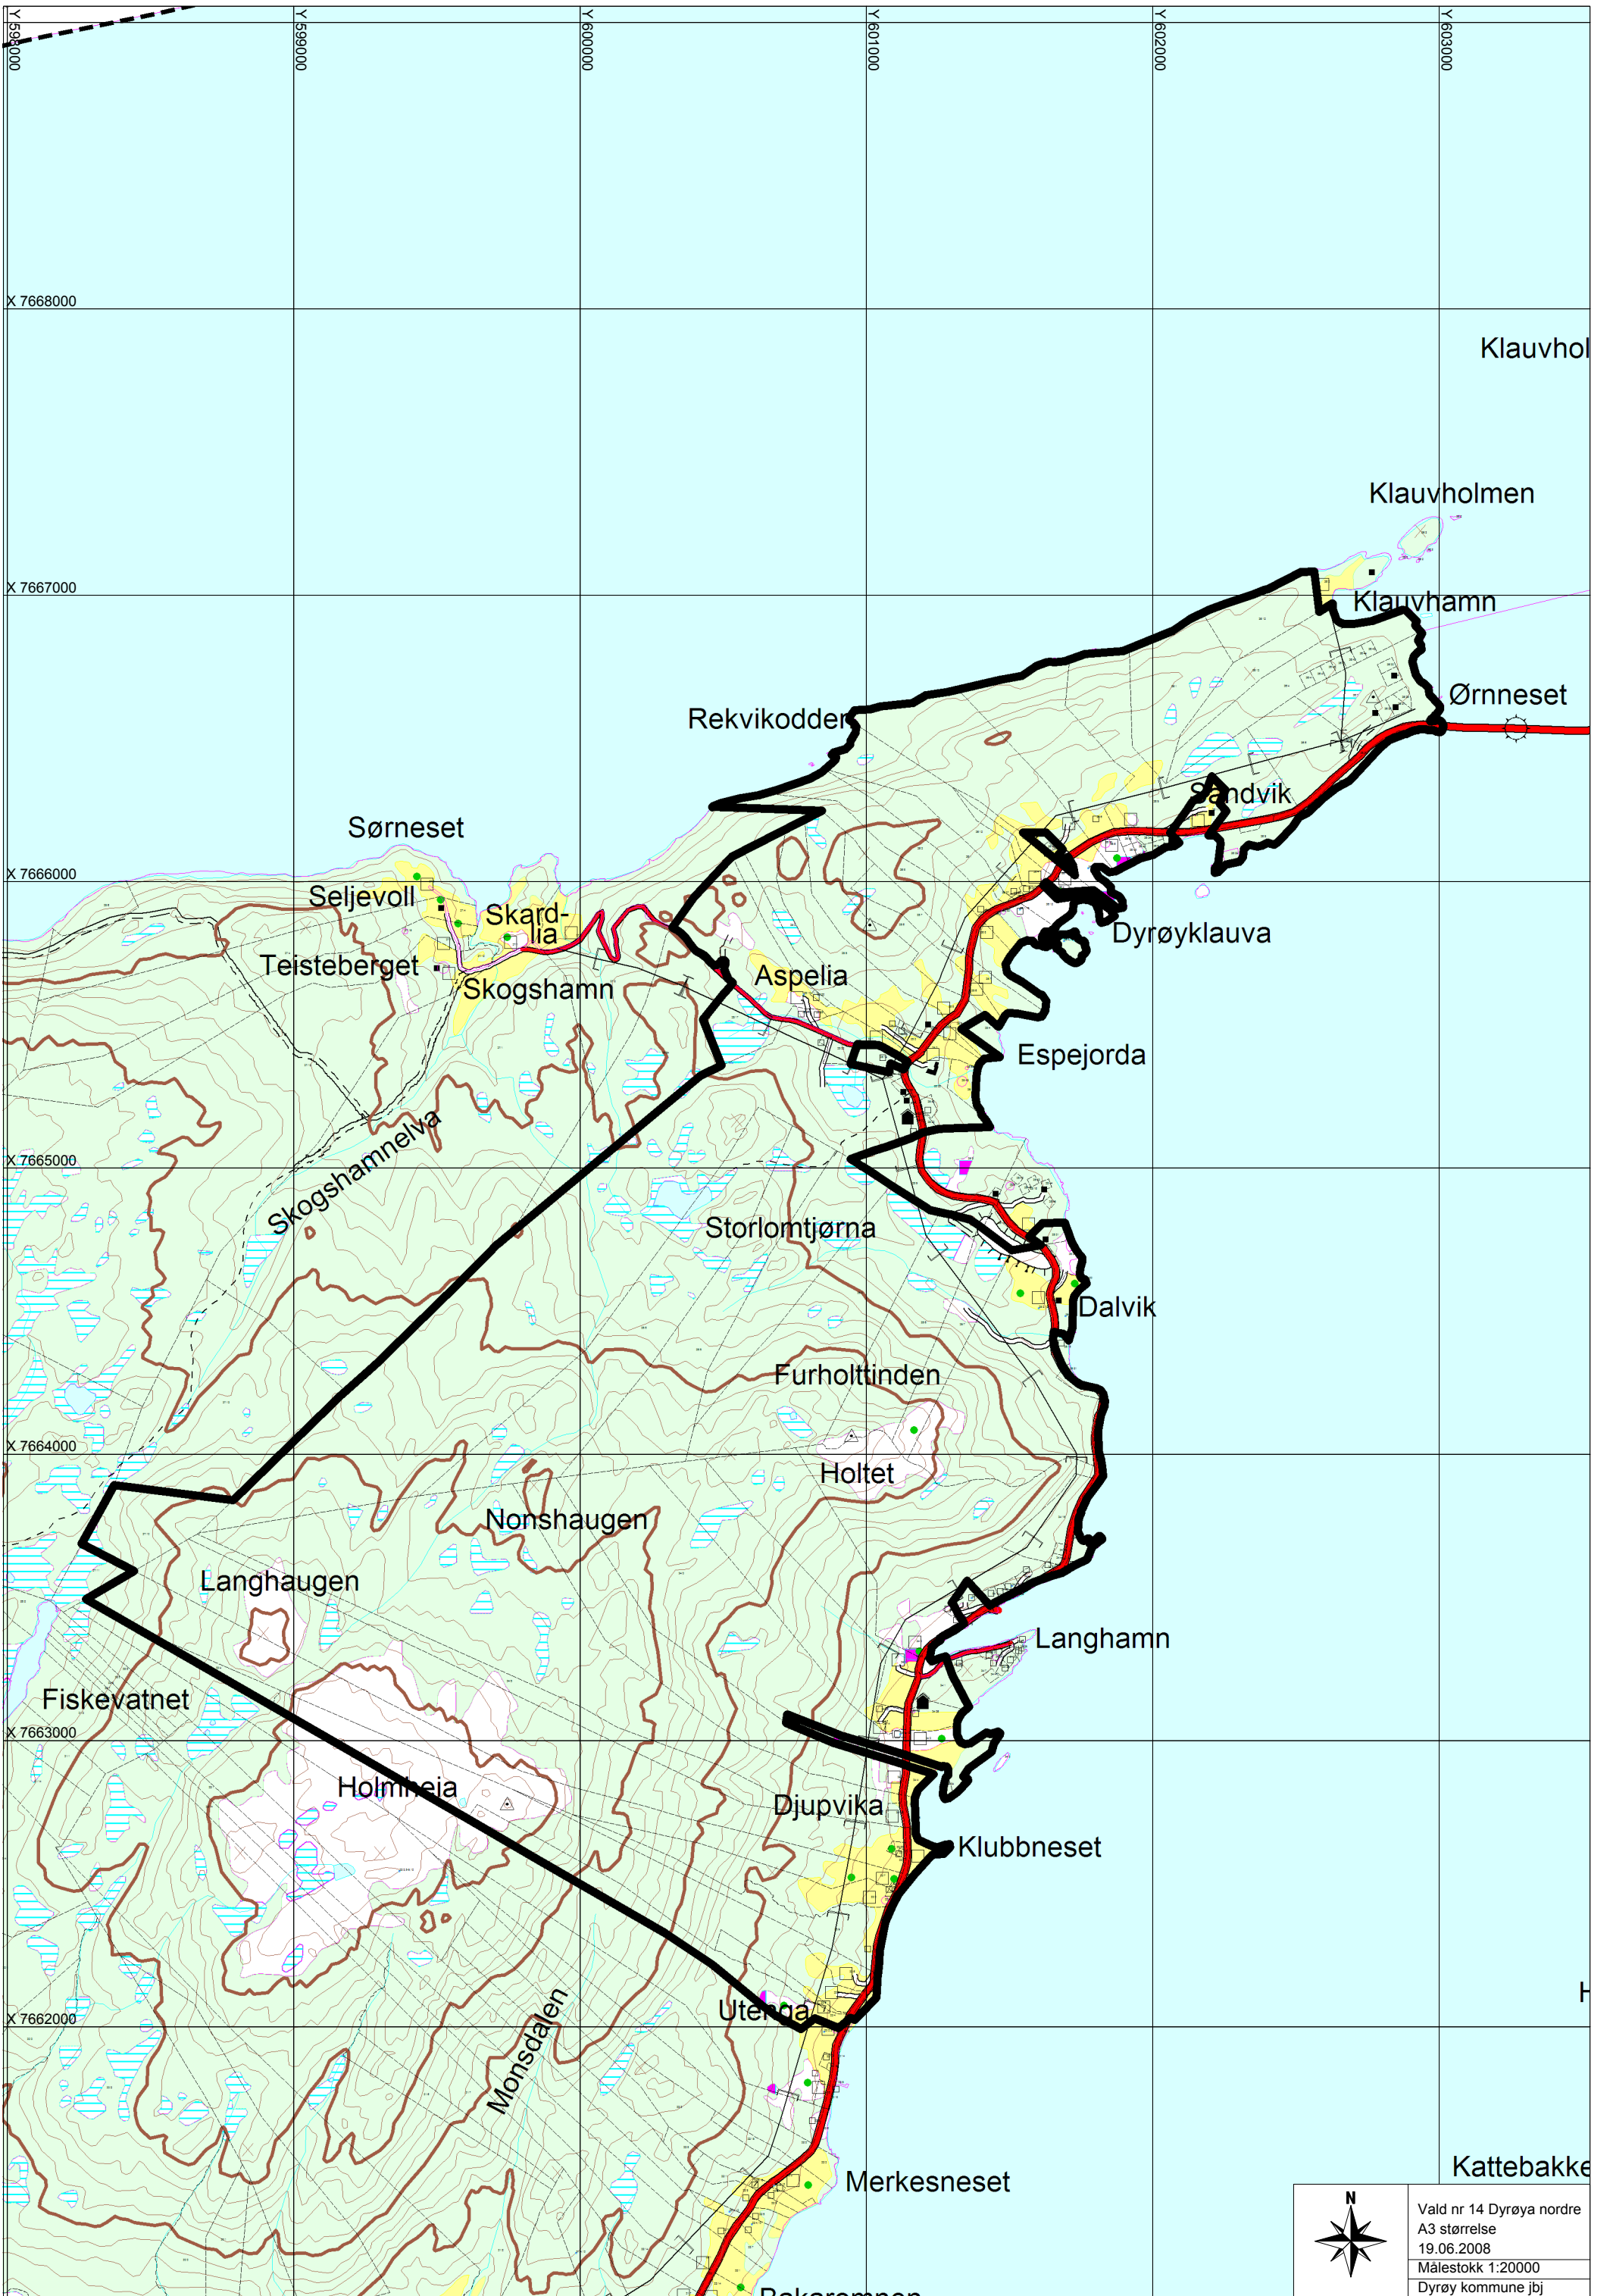 Y 598000
Y 599000
Y 600000
Y 601000
Y 602000
Y 603000
X 7668000
Klauvhol
Klauvholmen
X 7667000
Klauvhamn
Ørnneset
Rekvikodden
Sandvik
Sørneset
X 7666000
Seljevoll
Skard-
lia
Dyrøyklauva
Teisteberget
Aspelia
Skogshamn
Espejorda
Skogshamnelva
X 7665000
Storlomtjørna
Dalvik
Furholttinden
X 7664000
Holtet
Nonshaugen
Langhaugen
Langhamn
Fiskevatnet
X 7663000
Holmheia
Djupvika
Klubbneset
Utenga
X 7662000
H
Monsdalen
Kattebakke
Merkesneset
N
Vald nr 14 Dyrøya nordre
A3 størrelse
19.06.2008
Målestokk 1:20000
Dyrøy kommune jbj